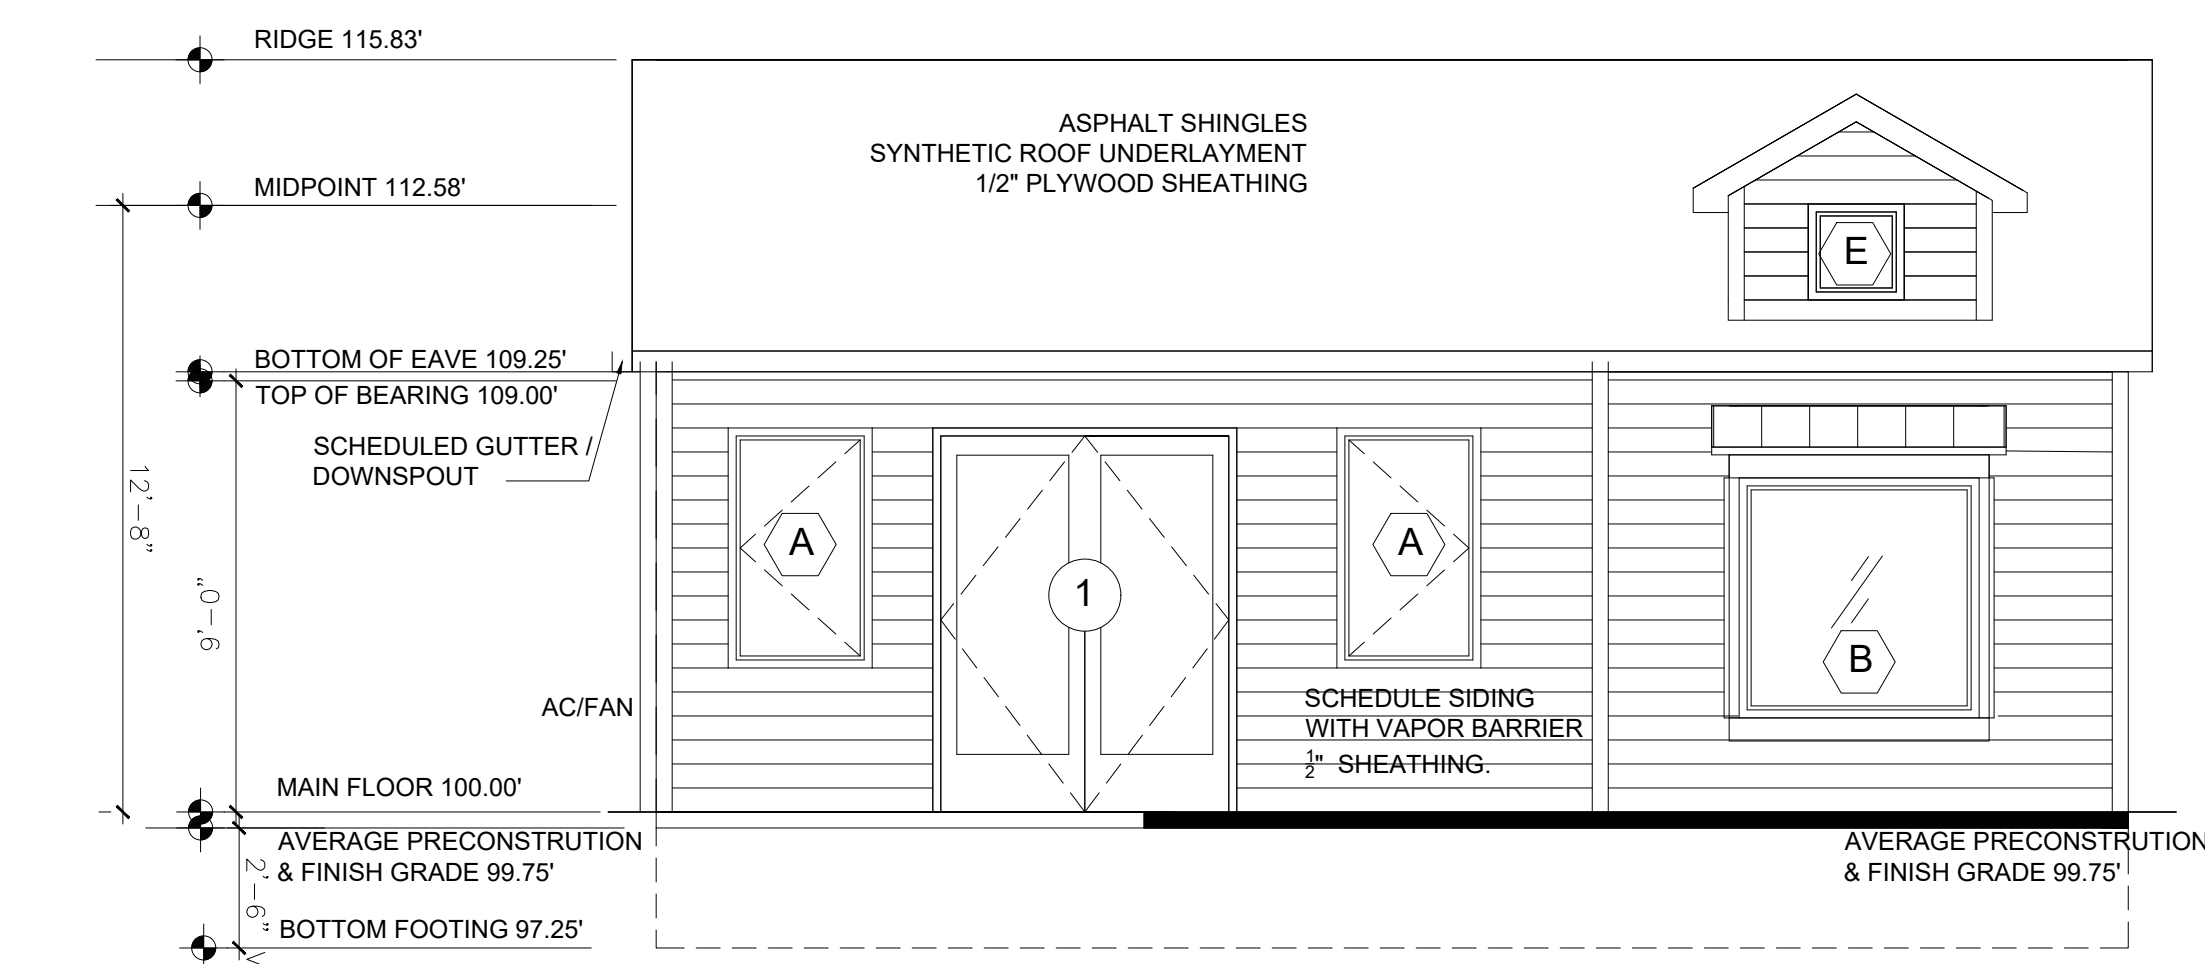 RIDGE 115.83'
ASPHALT SHINGLES
SYNTHETIC ROOF UNDERLAYMENT
1/2" PLYWOOD SHEATHING
MIDPOINT 112.58'
E
BOTTOM OF EAVE 109.25'
TOP OF BEARING 109.00'
SCHEDULED GUTTER /
DOWNSPOUT
12'-8"
9'-0"
A
1
A
B
AC/FAN
SCHEDULE SIDING
WITH VAPOR BARRIER
1/2" SHEATHING.
MAIN FLOOR 100.00'
AVERAGE PRECONSTRUTION
& FINISH GRADE 99.75'
AVERAGE PRECONSTRUTION
& FINISH GRADE 99.75'
2'-6"
BOTTOM FOOTING 97.25'